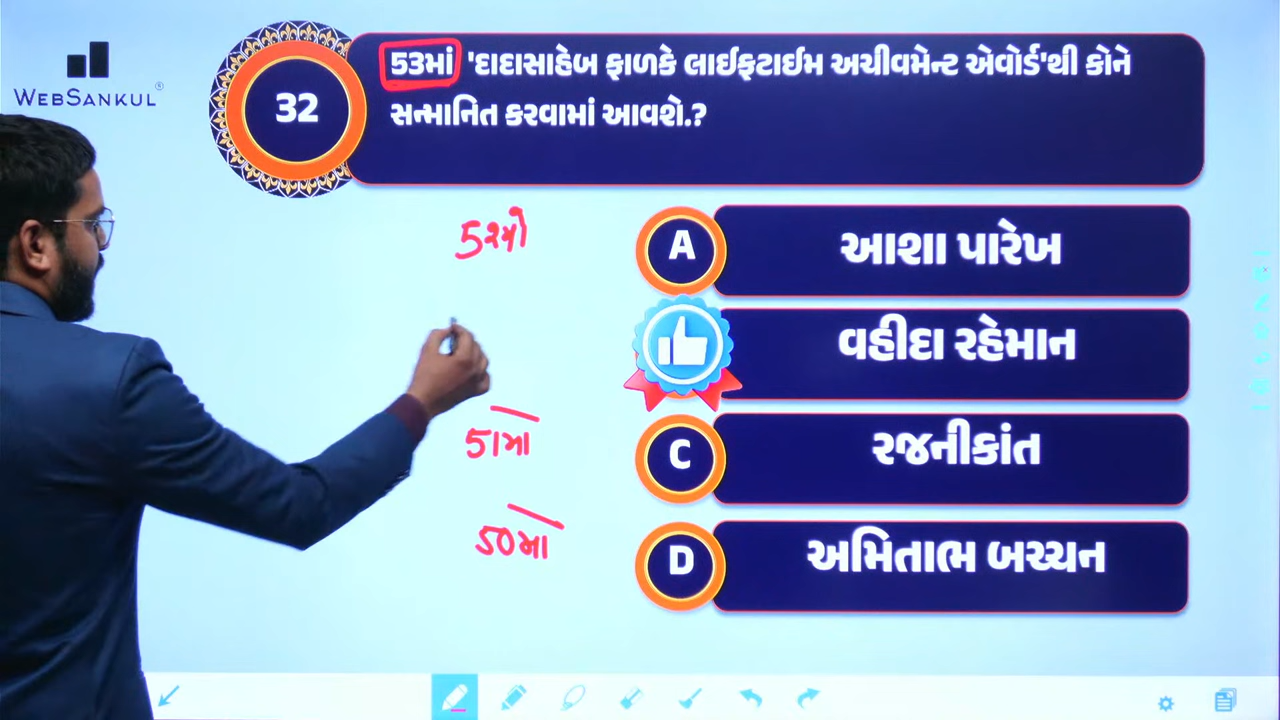 WEBSANKUL
32
53માં 'દાદાસાહેબ ફાળકે લાઈફટાઈમ અચીવમેન્ટ એવોર્ડ'થી કોને
સન્માનિત કરવામાં આવશે.?
52મો
A
આશા પારેખ
વહીદા રહેમાન
51મા
C
રજનીકાંત
50મા
D
અમિતાભ બચ્ચન